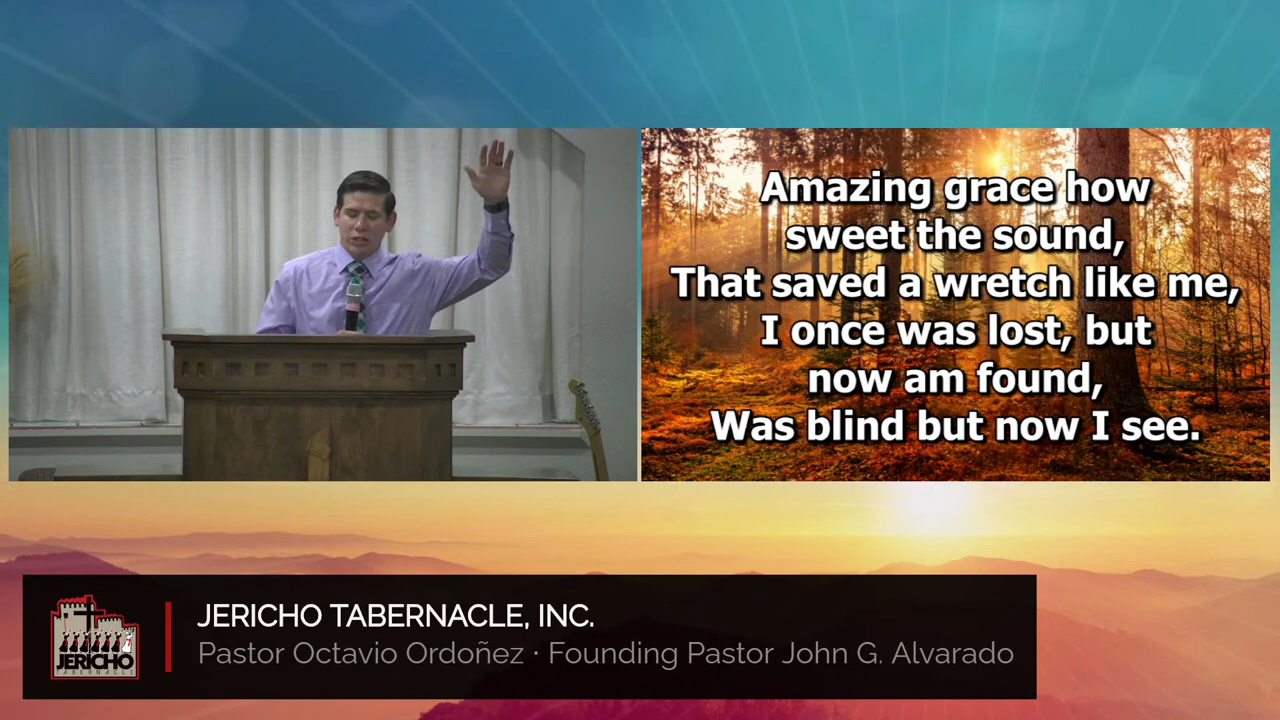 Amazing grace how
sweet the sound,
That saved a wretch like me,
I once was lost, but
now am found,
Was blind but now I see.
JERICHO TABERNACLE, INC.
Pastor Octavio Ordoñez · Founding Pastor John G. Alvarado
JERICHO
TABERNACLE